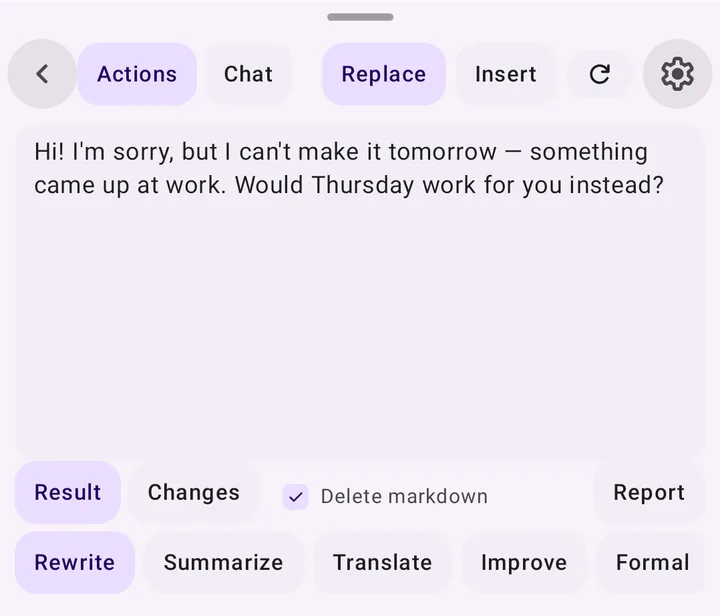 Actions Chat Replace Insert
Hi! I'm sorry, but I can't make it tomorrow — something
came up at work. Would Thursday work for you instead?
Result Changes Delete markdown Report
Rewrite Summarize Translate Improve Formal